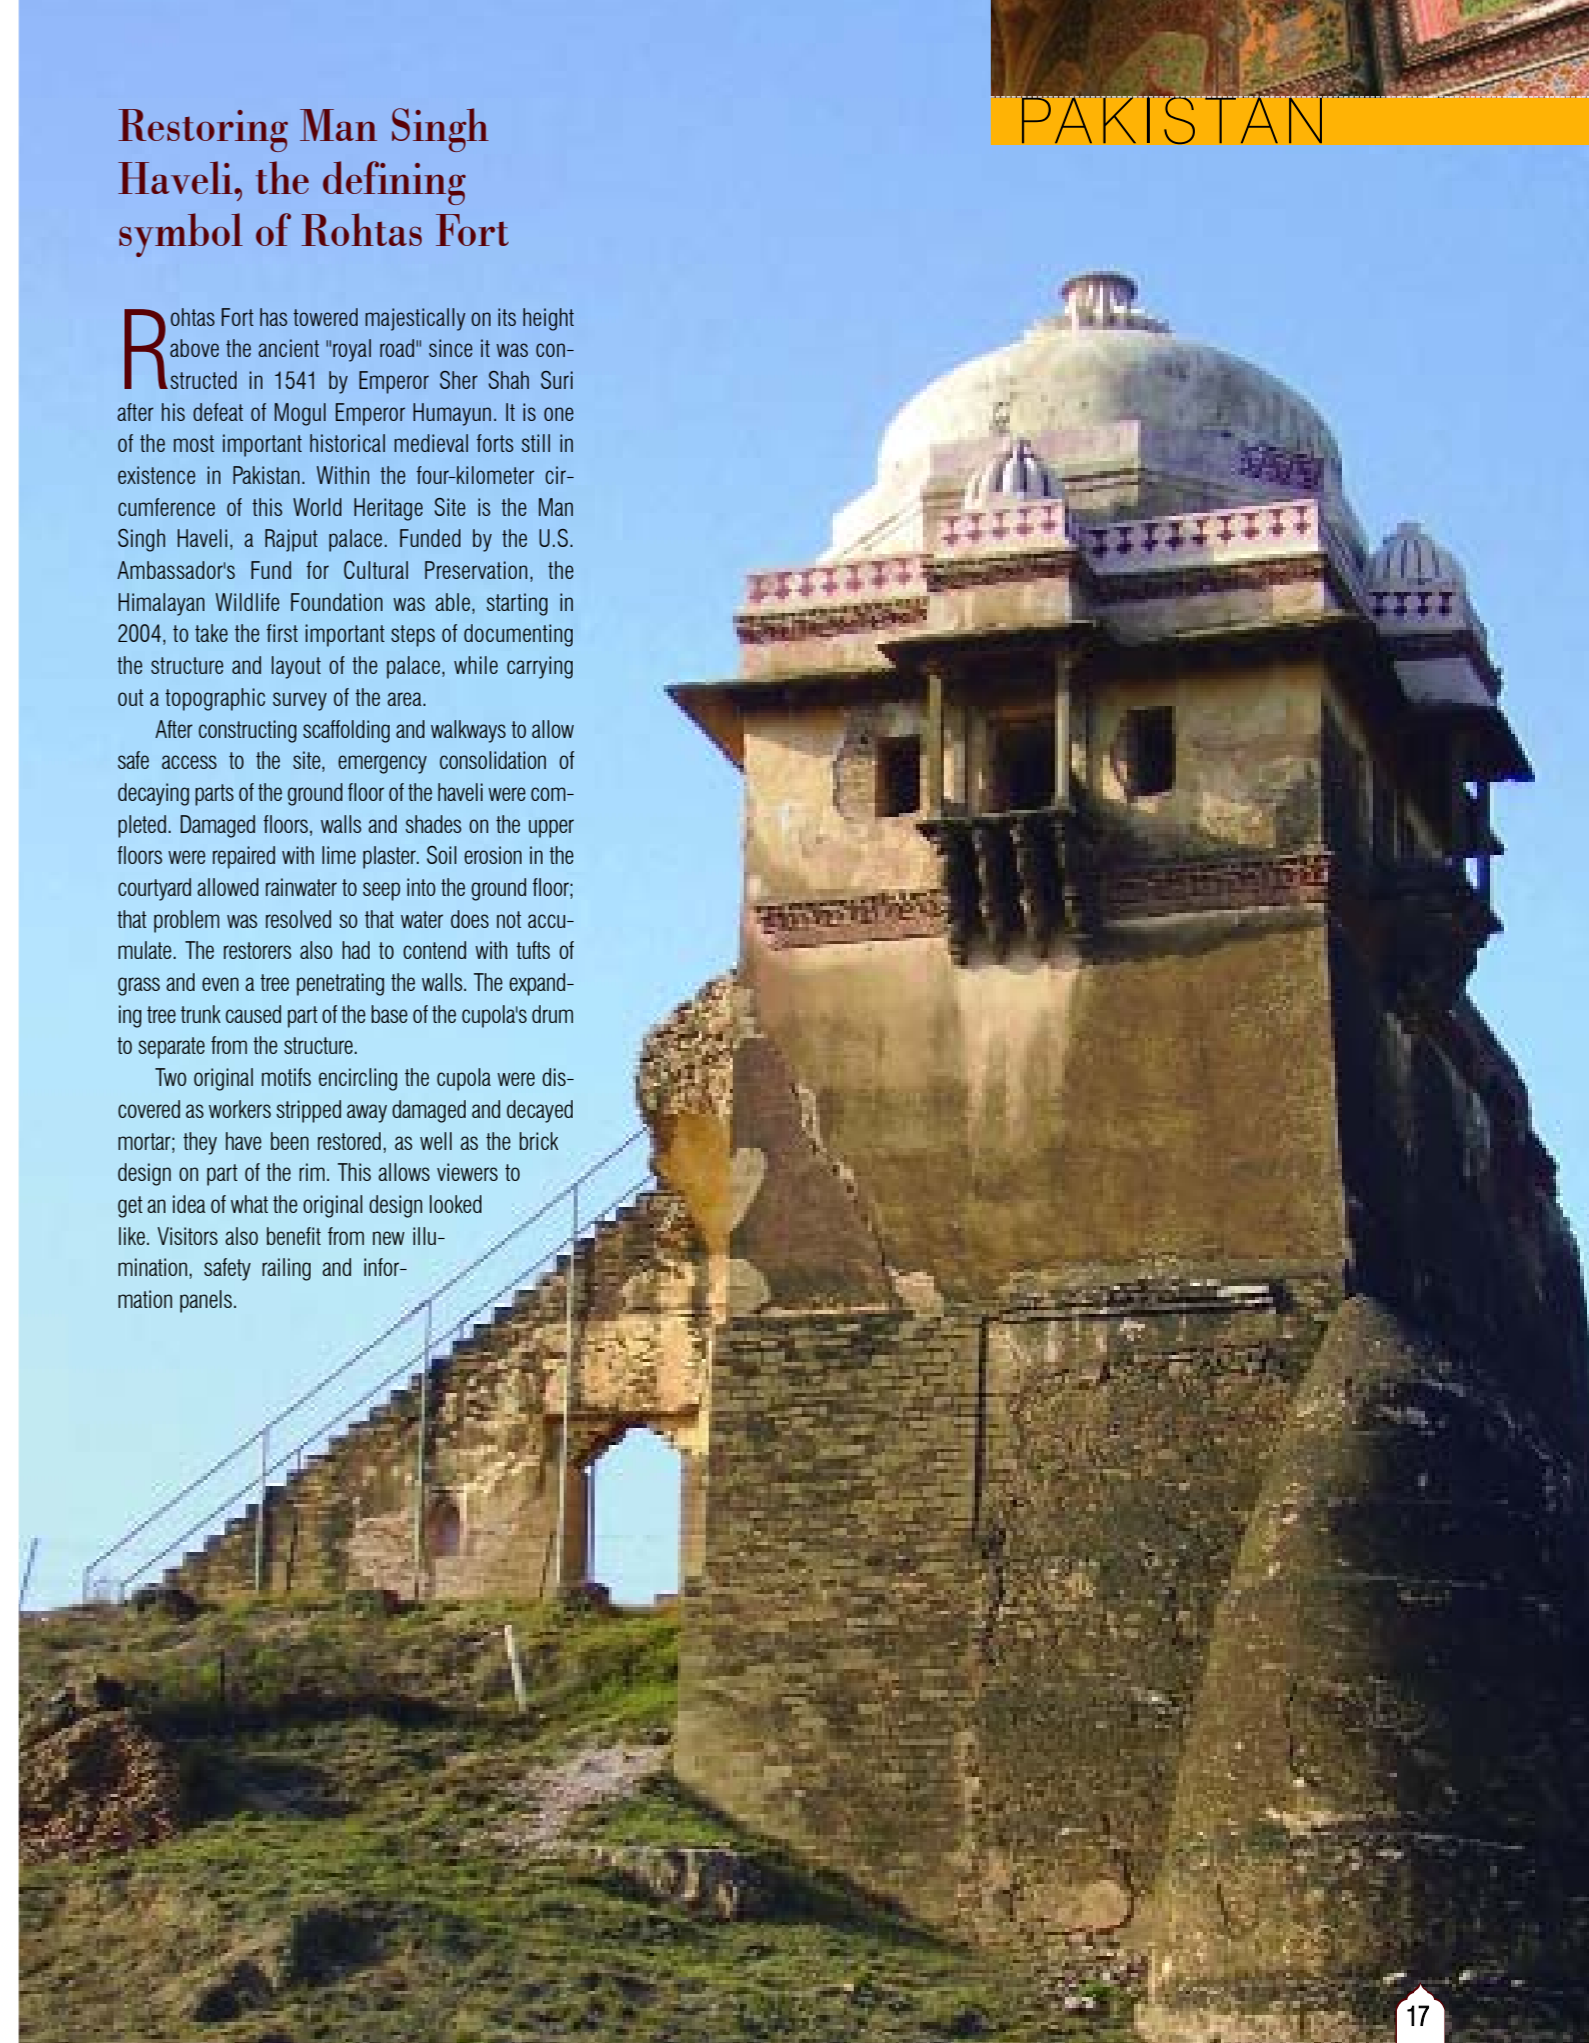 PAKISTAN
Restoring Man Singh
Haveli, the defining
symbol of Rohtas Fort
Rohtas Fort has towered majestically on its height
above the ancient "royal road" since it was con-
structed in 1541 by Emperor Sher Shah Suri
after his defeat of Mogul Emperor Humayun. It is one
of the most important historical medieval forts still in
existence in Pakistan. Within the four-kilometer cir-
cumference of this World Heritage Site is the Man
Singh Haveli, a Rajput palace. Funded by the U.S.
Ambassador's Fund for Cultural Preservation, the
Himalayan Wildlife Foundation was able, starting in
2004, to take the first important steps of documenting
the structure and layout of the palace, while carrying
out a topographic survey of the area.
After constructing scaffolding and walkways to allow
safe access to the site, emergency consolidation of
decaying parts of the ground floor of the haveli were com-
pleted. Damaged floors, walls and shades on the upper
floors were repaired with lime plaster. Soil erosion in the
courtyard allowed rainwater to seep into the ground floor;
that problem was resolved so that water does not accu-
mulate. The restorers also had to contend with tufts of
grass and even a tree penetrating the walls. The expand-
ing tree trunk caused part of the base of the cupola's drum
to separate from the structure.
Two original motifs encircling the cupola were dis-
covered as workers stripped away damaged and decayed
mortar; they have been restored, as well as the brick
design on part of the rim. This allows viewers to
get an idea of what the original design looked
like. Visitors also benefit from new illu-
mination, safety railing and infor-
mation panels.
17